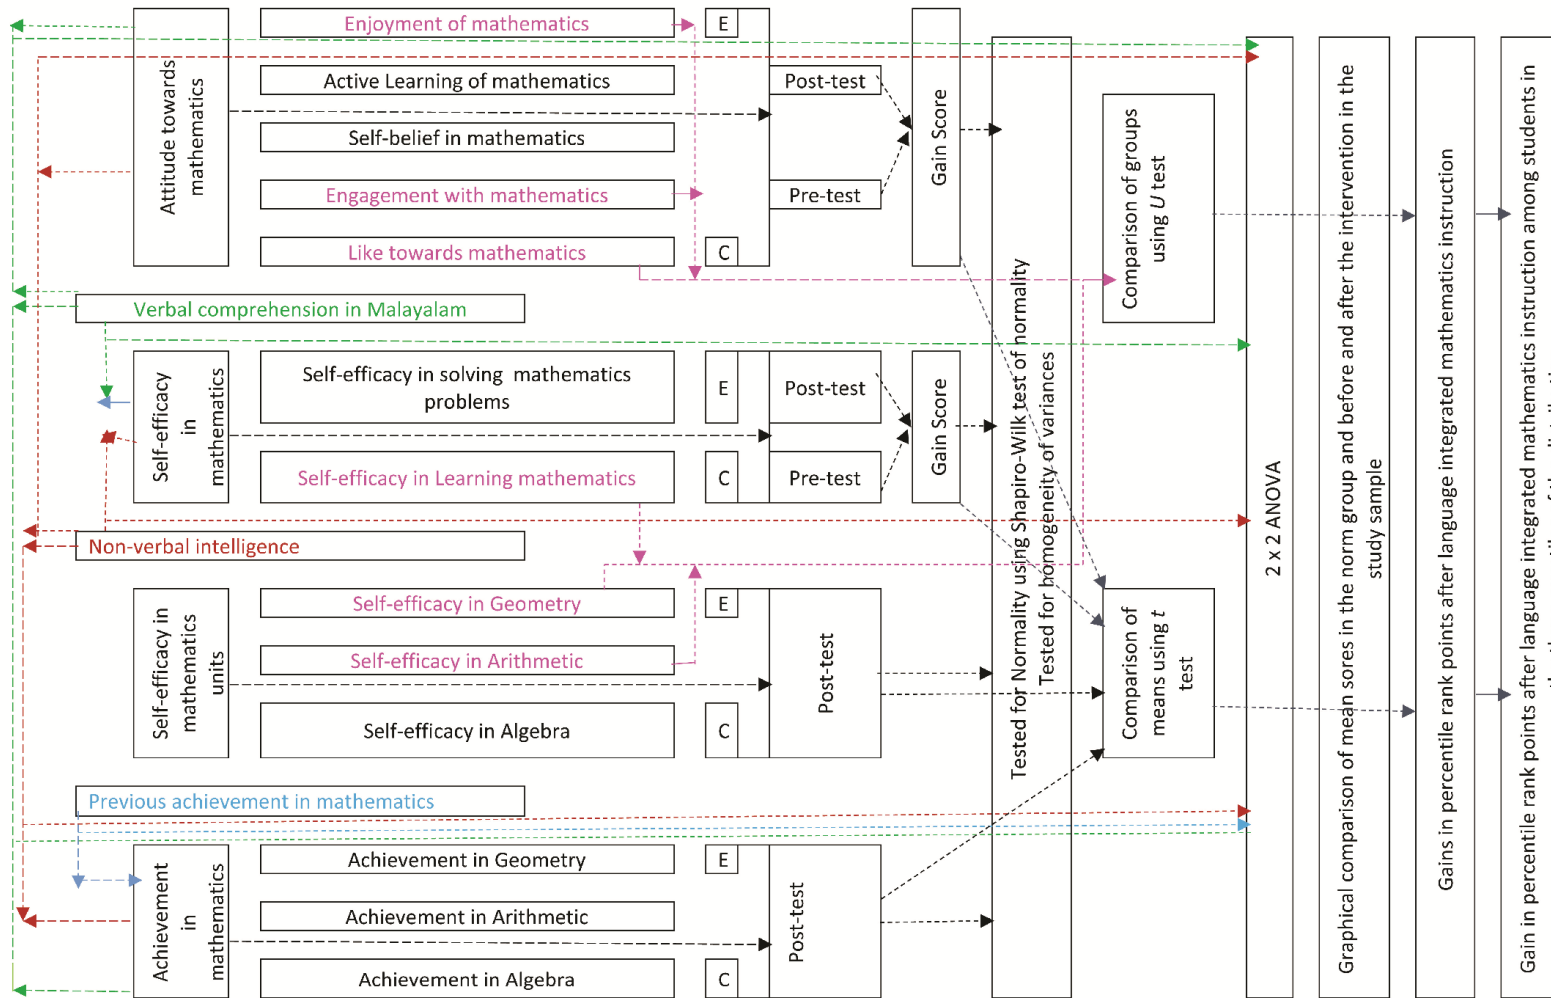 Enjoyment of mathematics
E
Active Learning of mathematics
Post-test
Attitude towards
mathematics
Self-belief in mathematics
Gain Score
Engagement with mathematics
Pre-test
Like towards mathematics
C
Comparison of groups
using U test
Verbal comprehension in Malayalam
Self-efficacy
in
mathematics
Self-efficacy in solving mathematics
problems
E
Post-test
Gain Score
Self-efficacy in Learning mathematics
C
Pre-test
Non-verbal intelligence
Self-efficacy in
mathematics
units
Self-efficacy in Geometry
E
Self-efficacy in Arithmetic
Post-test
Self-efficacy in Algebra
C
Comparison of
means using t
test
Previous achievement in mathematics
Achievement
in
mathematics
Achievement in Geometry
E
Achievement in Arithmetic
Post-test
Achievement in Algebra
C
Tested for Normality using Shapiro-Wilk test of normality
Tested for homogeneity of variances
2 x 2 ANOVA
Graphical comparison of mean sores in the norm group and before and after the intervention in the
study sample
Gains in percentile rank points after language integrated mathematics instruction
Gain in percentile rank points after language integrated mathematics instruction among students in